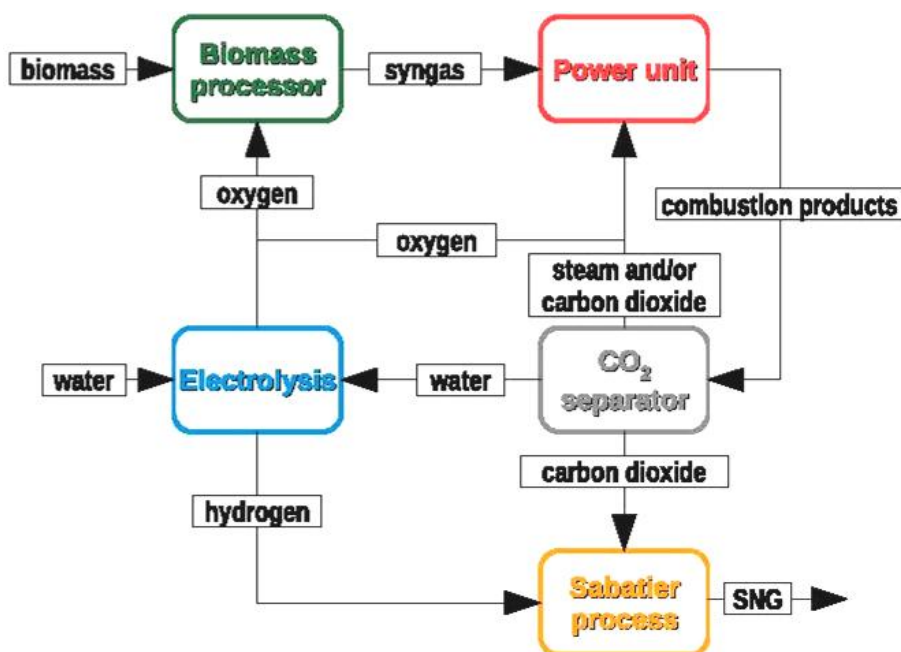 Biomass
processor
biomass
syngas
Power unit
oxygen
combustion products
oxygen
steam and/or
carbon dioxide
water
Electrolysis
water
CO₂
separator
carbon dioxide
hydrogen
Sabatier
process
SNG